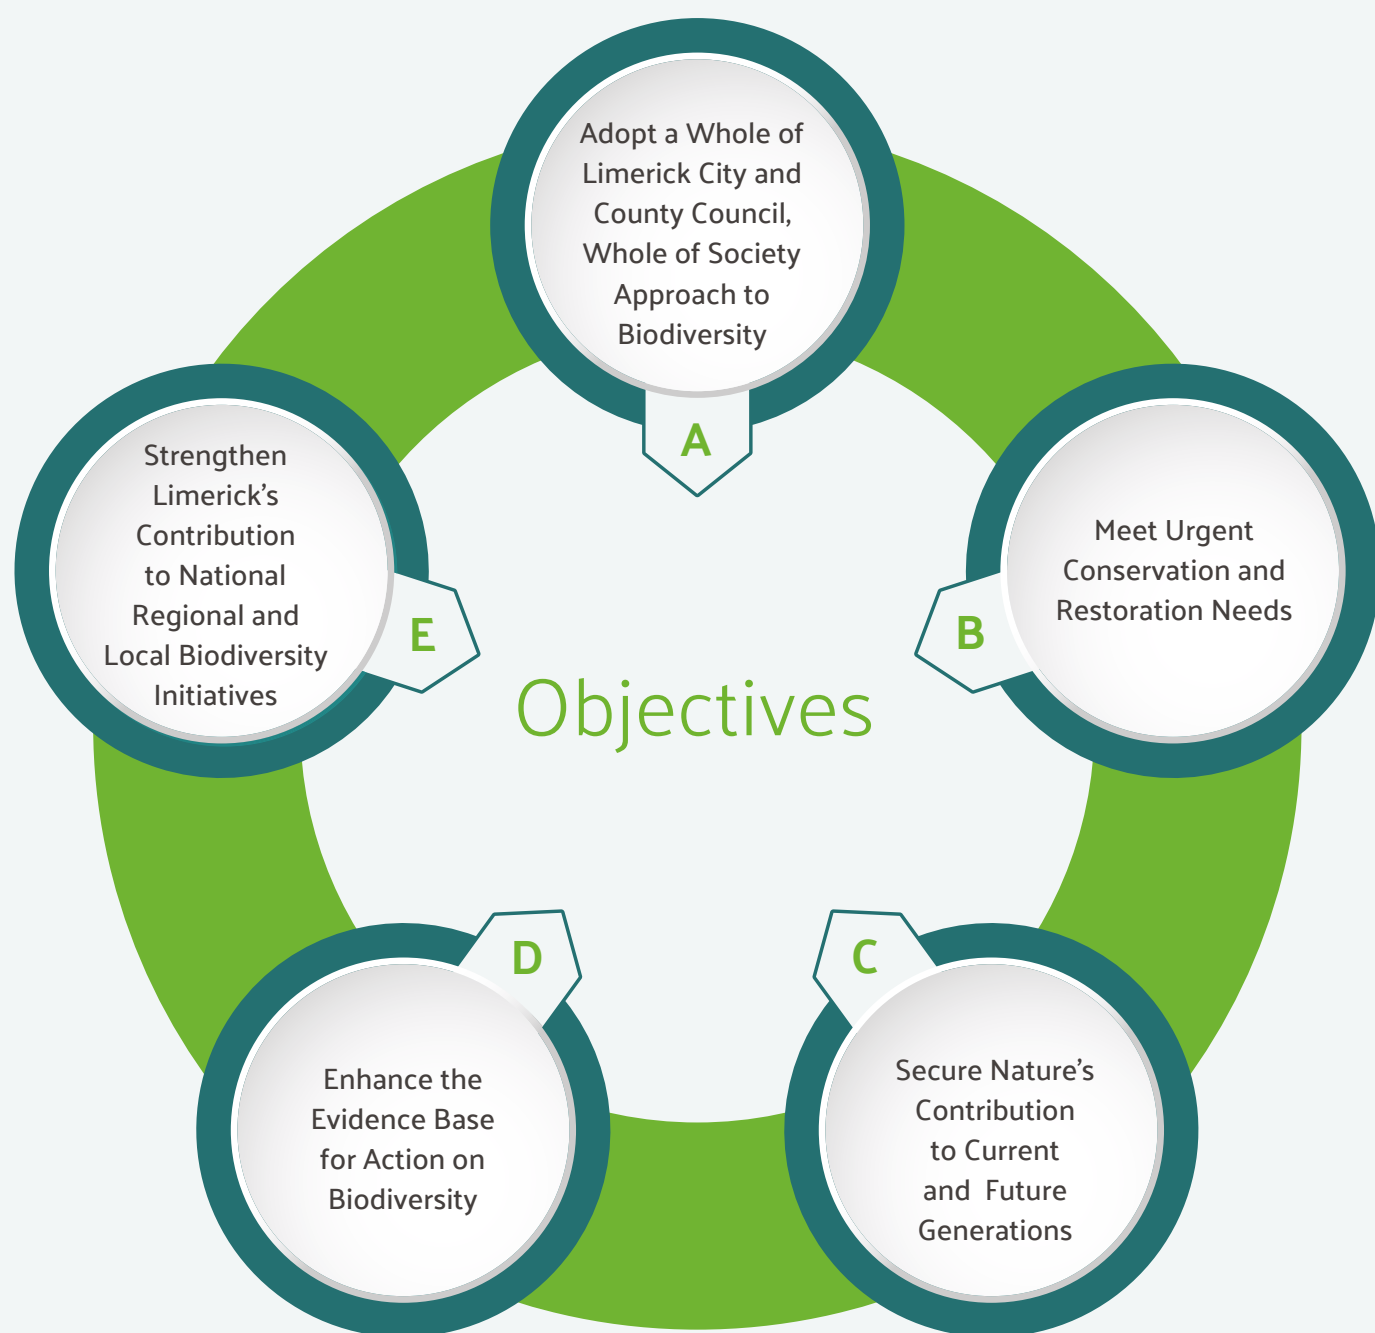 Adopt a Whole of
Limerick City and
County Council,
Whole of Society
Approach to
Biodiversity
A
Meet Urgent
Conservation and
Restoration Needs
B
Secure Nature’s
Contribution
to Current
and Future
Generations
C
Enhance the
Evidence Base
for Action on
Biodiversity
D
Strengthen
Limerick’s
Contribution
to National
Regional and
Local Biodiversity
Initiatives
E
Objectives